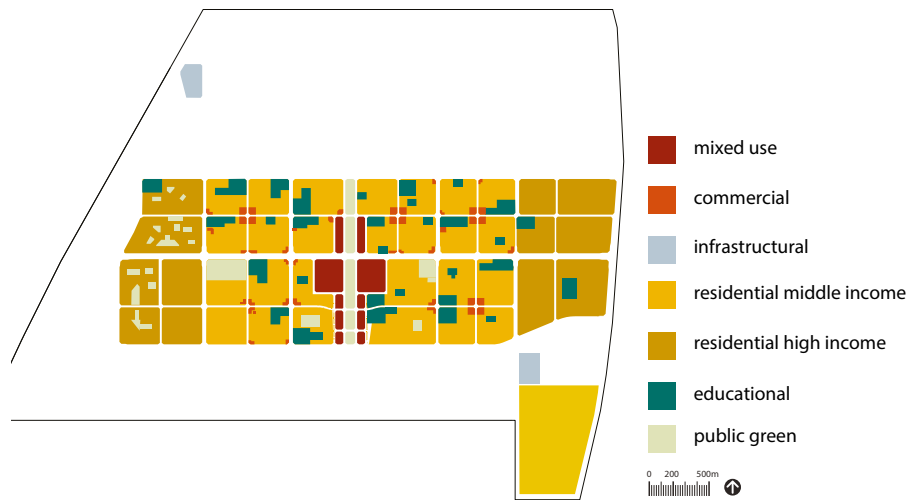 mixed use
commercial
infrastructural
residential middle income
residential high income
educational
public green
0 200 500m